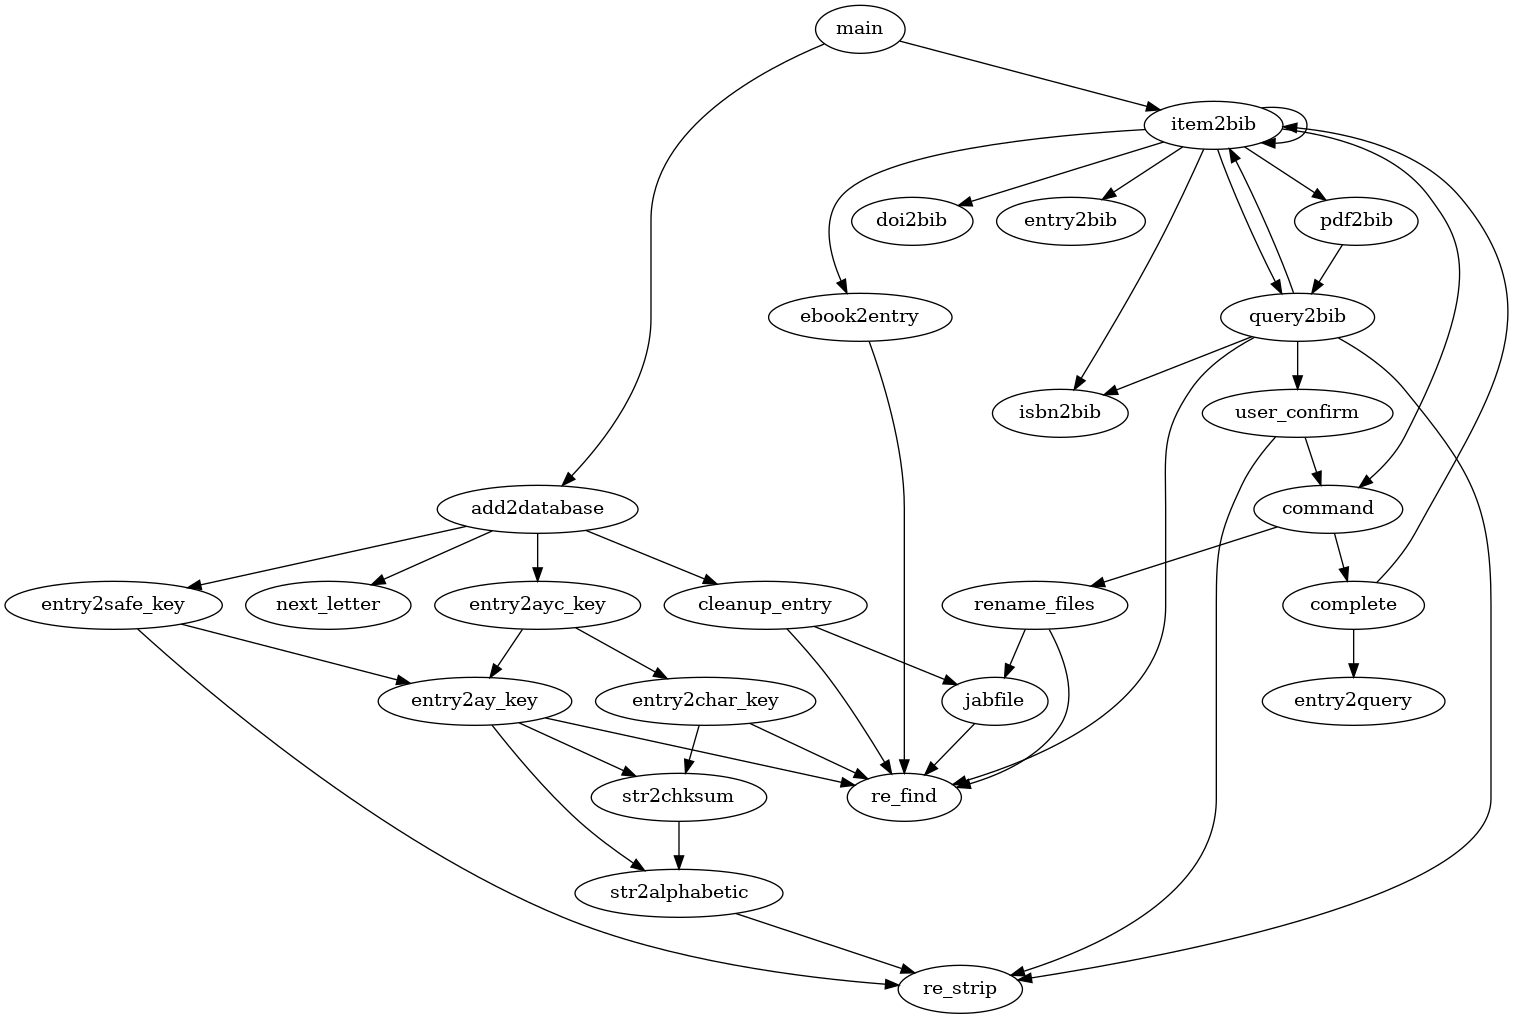 main
item2bib
doi2bib
entry2bib
pdf2bib
ebook2entry
query2bib
isbn2bib
user_confirm
add2database
command
entry2safe_key
next_letter
entry2ayc_key
cleanup_entry
rename_files
complete
entry2ay_key
entry2char_key
jabfile
entry2query
str2chksum
re_find
str2alphabetic
re_strip